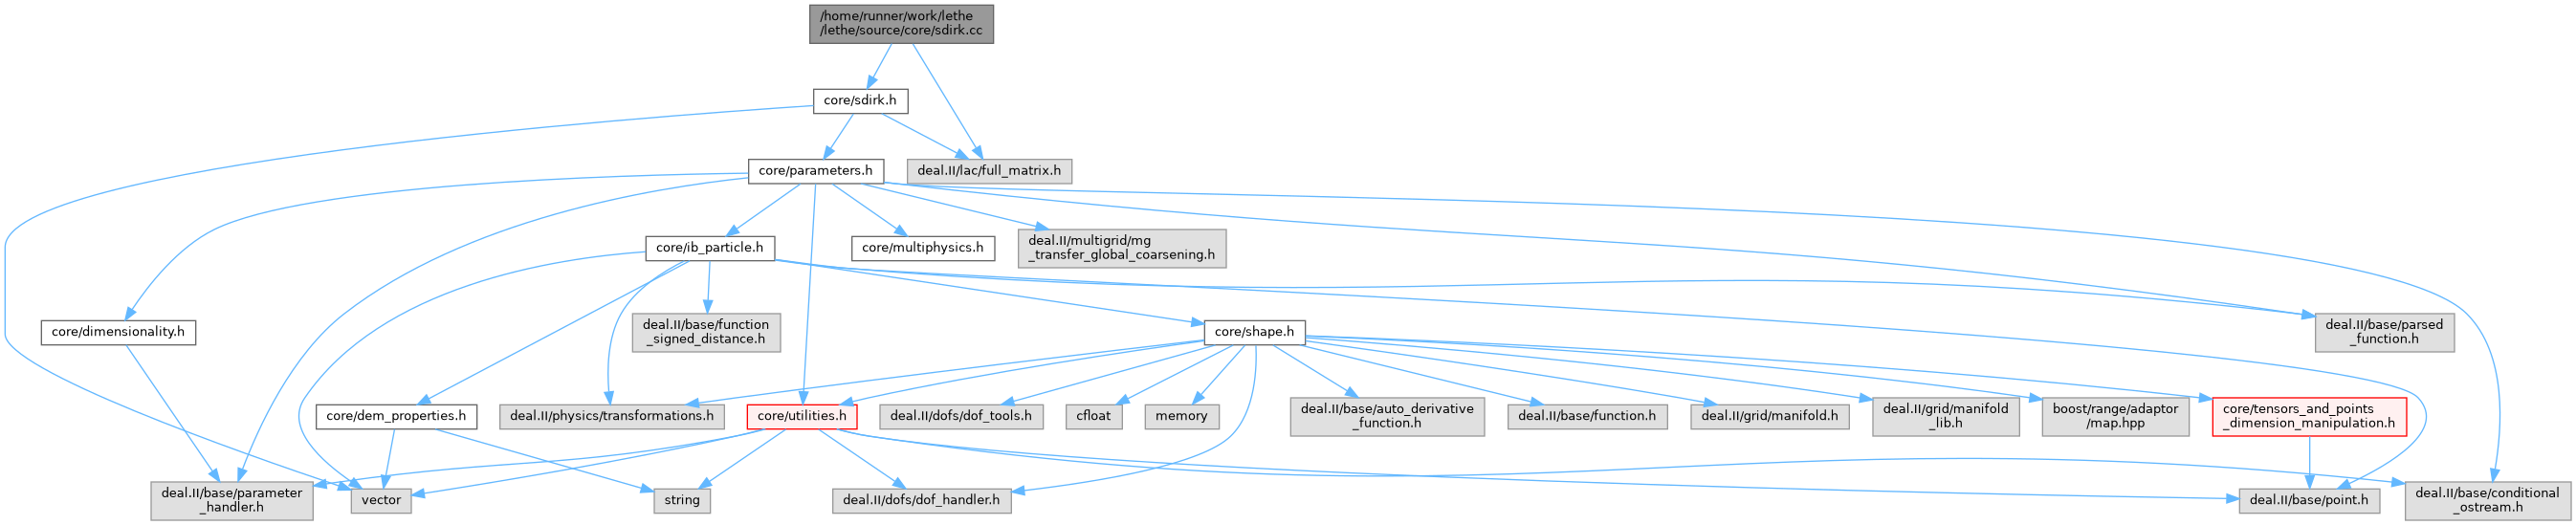 /home/runner/work/lethe
/lethe/source/core/sdirk.cc
core/sdirk.h
core/parameters.h
deal.II/lac/full_matrix.h
core/ib_particle.h
core/multiphysics.h
deal.II/multigrid/mg
_transfer_global_coarsening.h
core/dimensionality.h
deal.II/base/function
_signed_distance.h
core/shape.h
deal.II/base/parsed
_function.h
core/dem_properties.h
deal.II/physics/transformations.h
core/utilities.h
deal.II/dofs/dof_tools.h
cfloat
memory
deal.II/base/auto_derivative
_function.h
deal.II/base/function.h
deal.II/grid/manifold.h
deal.II/grid/manifold
_lib.h
boost/range/adaptor
/map.hpp
core/tensors_and_points
_dimension_manipulation.h
deal.II/base/parameter
_handler.h
vector
string
deal.II/dofs/dof_handler.h
deal.II/base/point.h
deal.II/base/conditional
_ostream.h